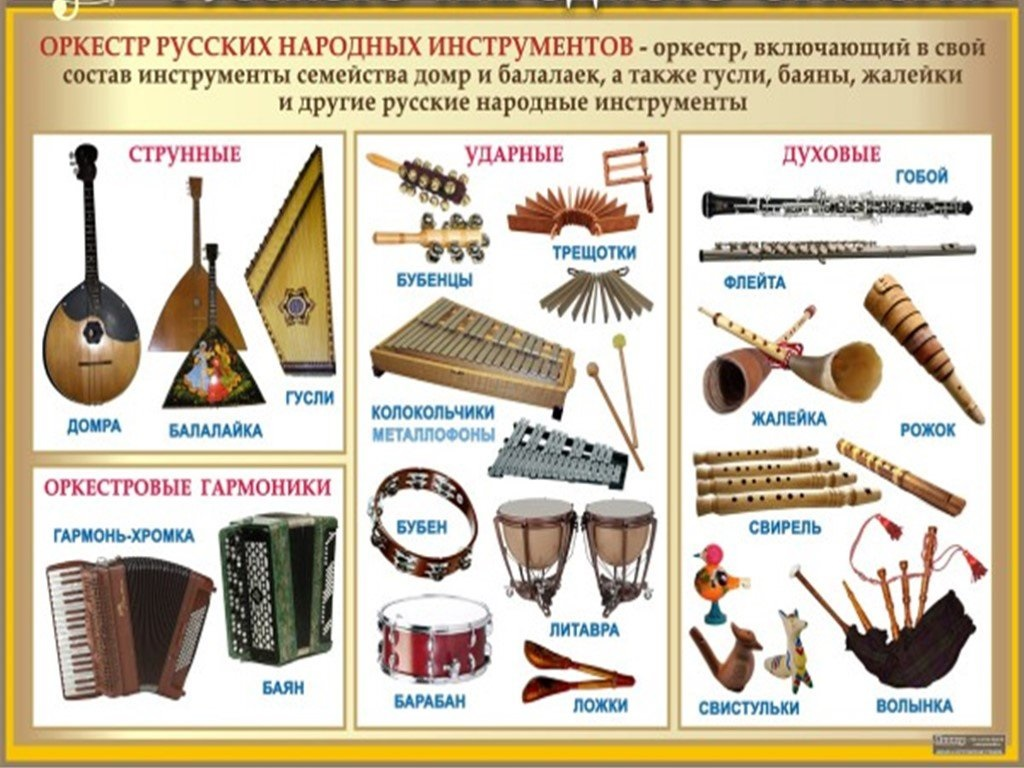 ОРКЕСТР РУССКИХ НАРОДНЫХ ИНСТРУМЕНТОВ - оркестр, включающий в свой
состав инструменты семейства домр и балалаек, а также гусли, баяны, жалейки
и другие русские народные инструменты
СТРУННЫЕ
ДОМРА
БАЛАЛАЙКА
ГУСЛИ
ОРКЕСТРОВЫЕ ГАРМОНИКИ
ГАРМОНЬ-ХРОМКА
БАЯН
УДАРНЫЕ
БУБЕНЦЫ
ТРЕЩОТКИ
КОЛОКОЛЬЧИКИ
МЕТАЛЛОФОНЫ
БУБЕН
ЛИТАВРА
БАРАБАН
ЛОЖКИ
ДУХОВЫЕ
ГОБОЙ
ФЛЕЙТА
ЖАЛЕЙКА
РОЖОК
СВИРЕЛЬ
СВИСТУЛЬКИ
ВОЛЫНКА